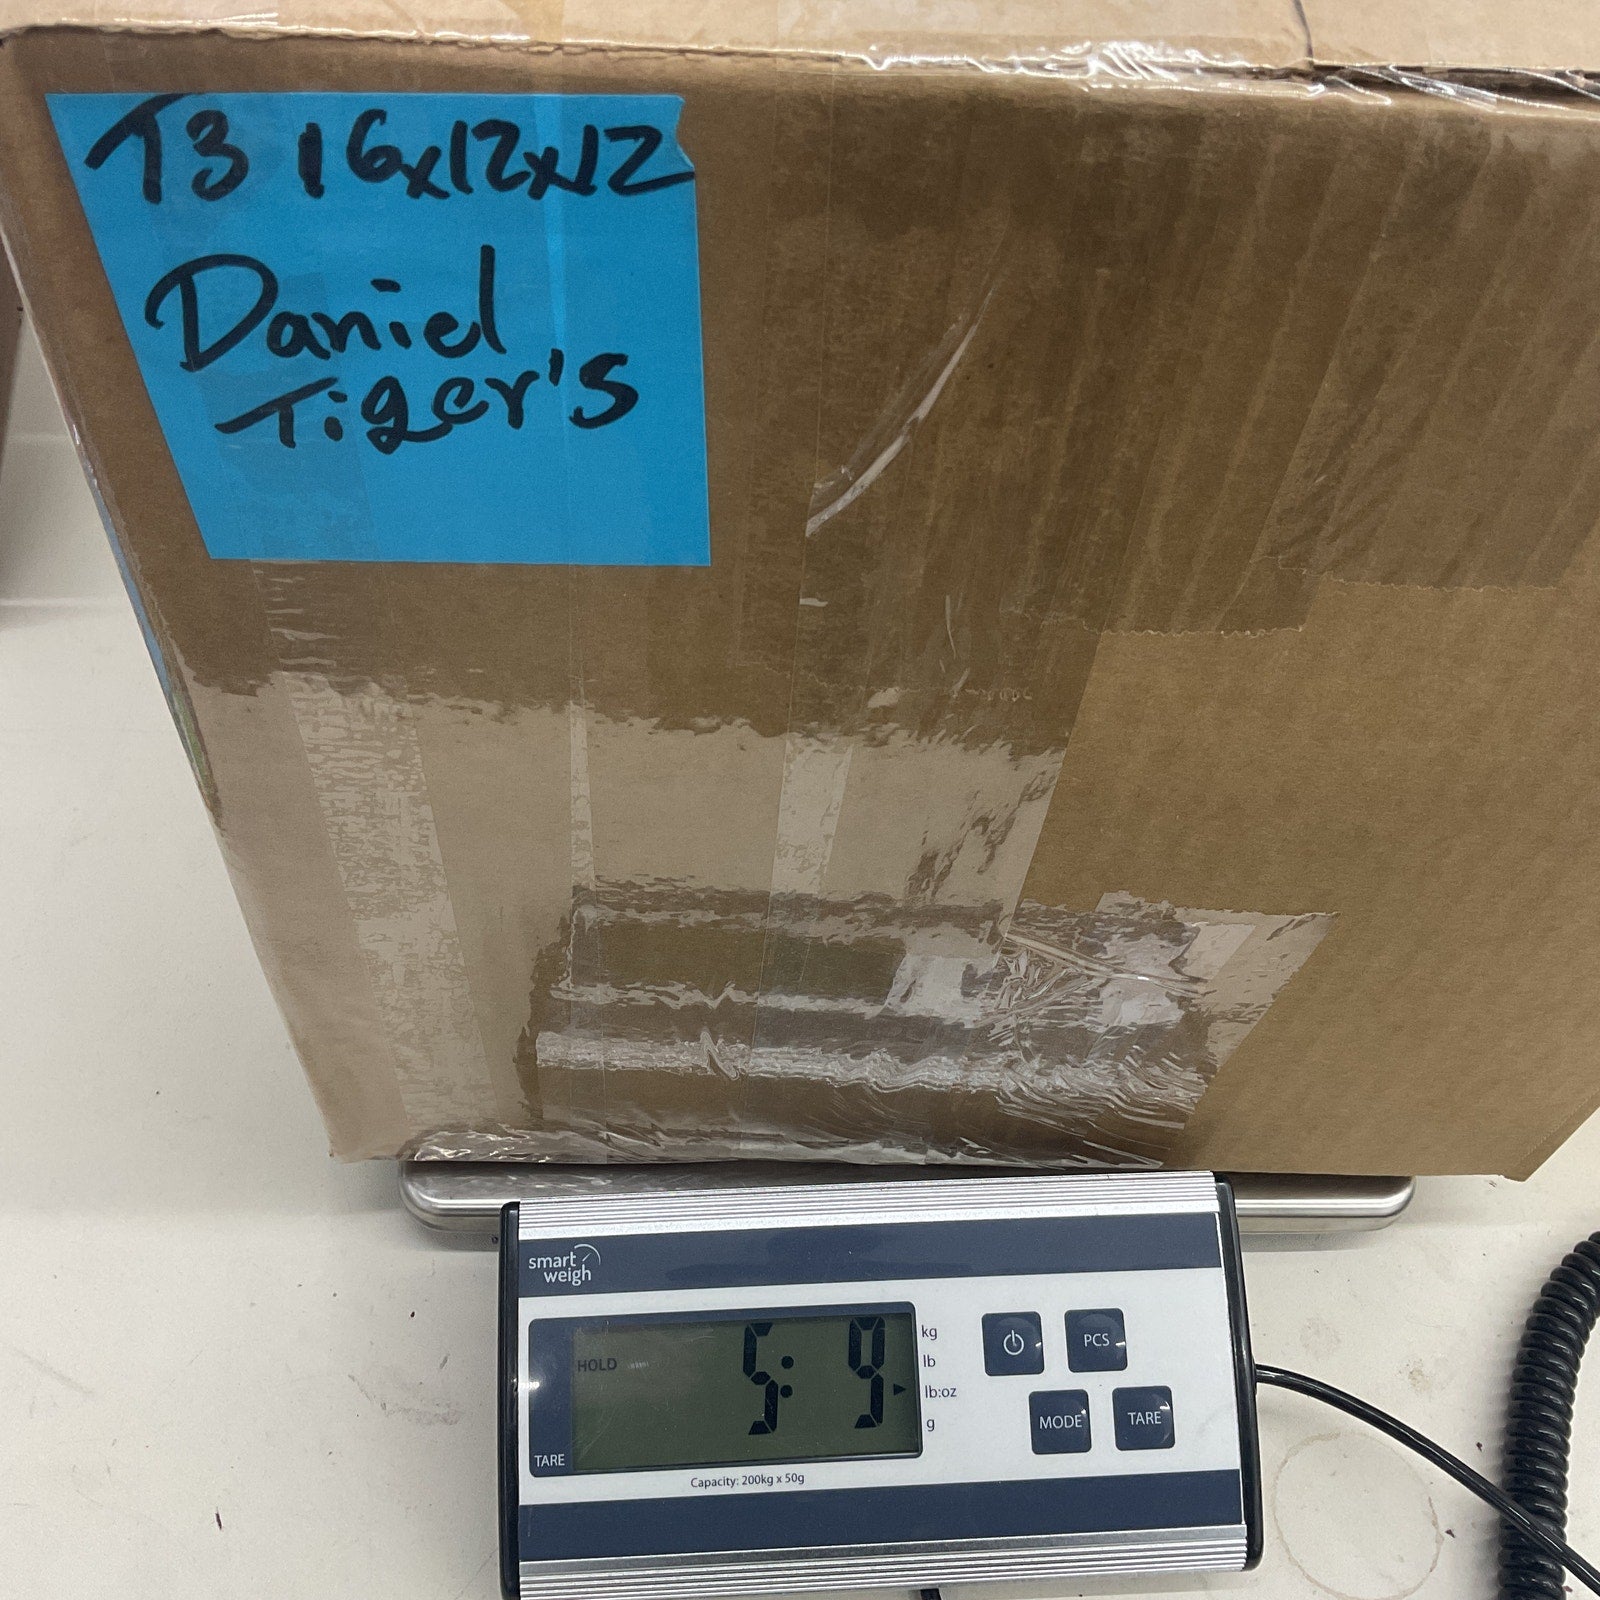 T3 16x12x12
Daniel
Tiger's
smart
weigh
HOLD
5: 9
kg
lb
lb:oz
g
TARE
Capacity: 200kg x 50g
PCS
MODE
TARE